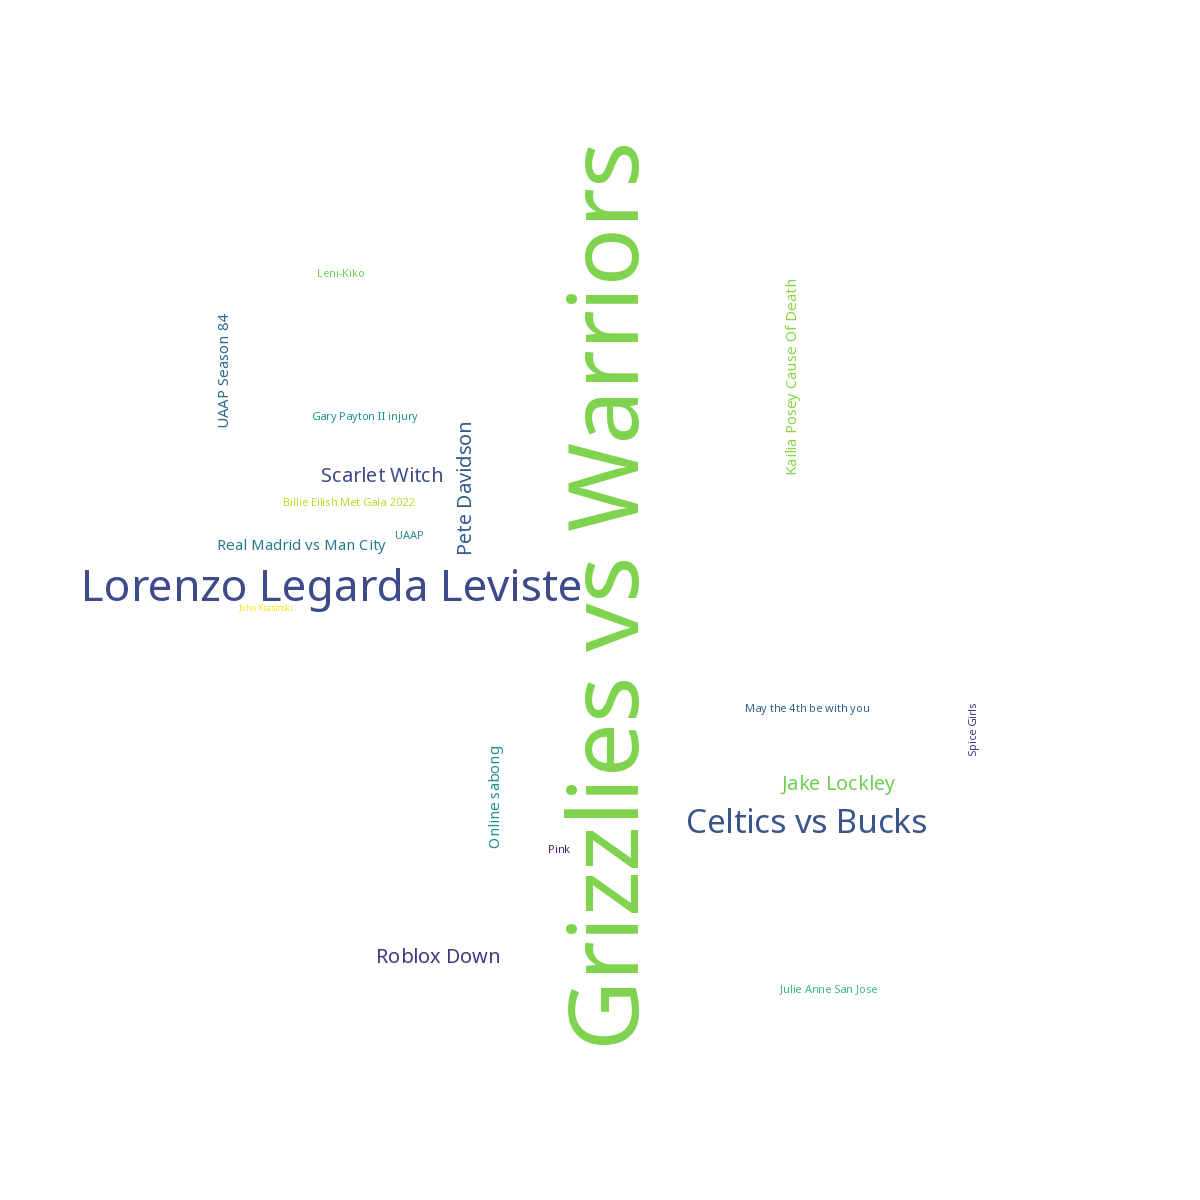 Grizzlies vs Warriors
Leni-Kiko
UAAP Season 84
Kailia Posey Cause Of Death
Gary Payton II injury
Pete Davidson
Scarlet Witch
Billie Eilish Met Gala 2022
UAAP
Real Madrid vs Man City
Lorenzo Legarda Leviste
John Krasinski
May the 4th be with you
Spice Girls
Online sabong
Jake Lockley
Celtics vs Bucks
Pink
Roblox Down
Julie Anne San Jose